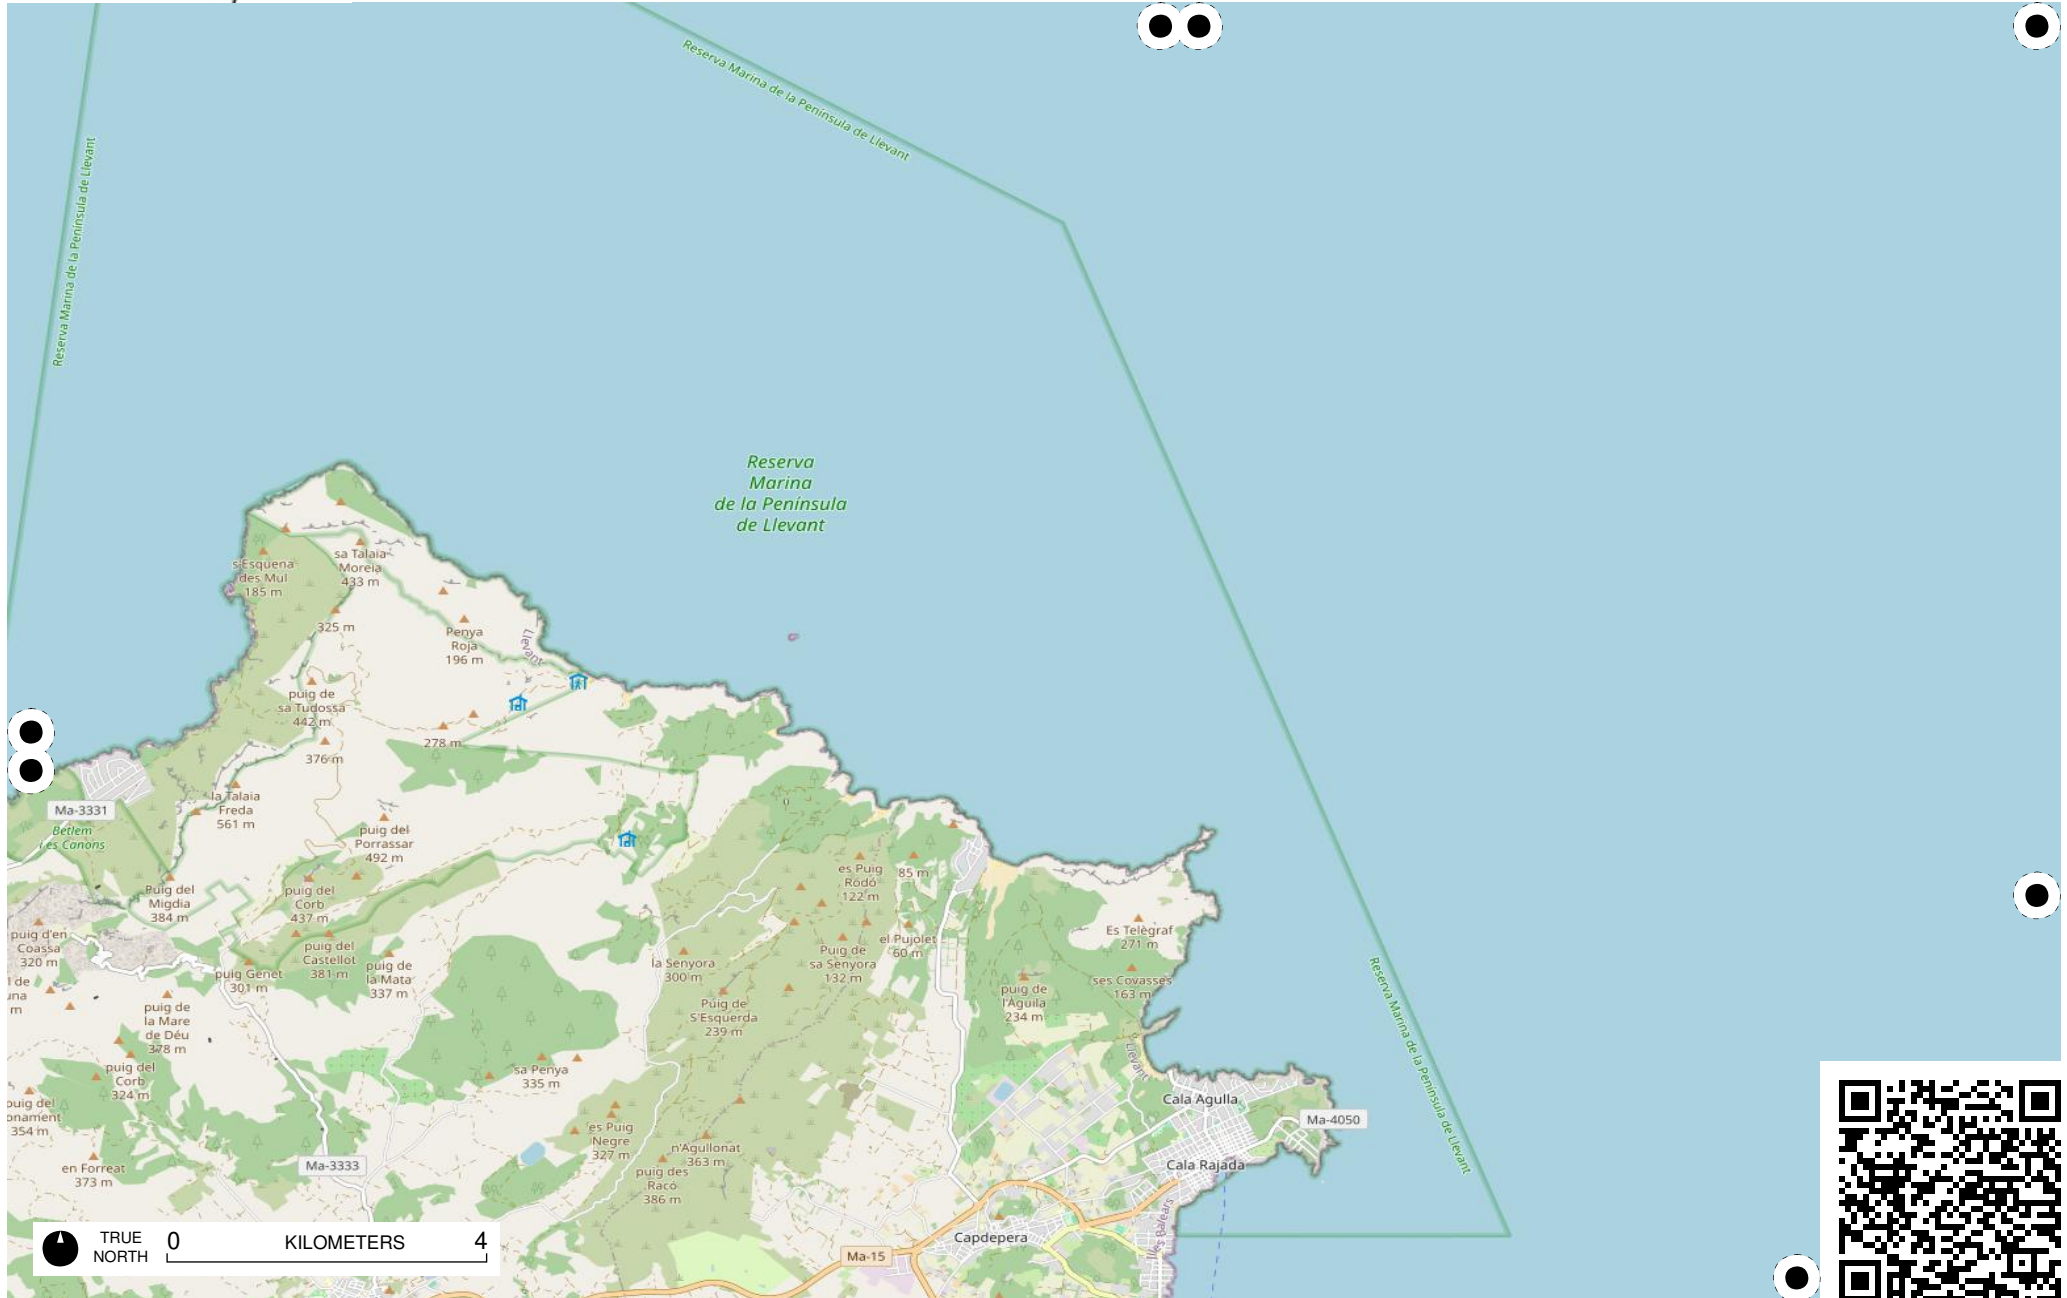 Reserva Marina de la Península de Llevant
Reserva Marina de la Península de Llevant
Reserva
Marina
de la Península
de Llevant
s'Esquena
des Mul
185 m
sa Talaia
Moreia
433 m
325 m
Penya
Roja
196 m
Llevant
puig de
sa Tudossa
442 m
278 m
376 m
Ma-3331
Betlem
i es Canons
la Talaia
Freda
561 m
puig del
Porrassar
492 m
Puig del
Migdia
384 m
puig del
Corb
437 m
es Puig
Rodó
122 m
85 m
puig d'en
Coassa
320 m
puig del
Castellot
381 m
puig Genet
301 m
puig de
la Mata
337 m
la Senyora
300 m
Puig de
sa Senyora
132 m
el Pujolet
60 m
Es Telègraf
271 m
ses Covasses
163 m
puig de
l'Àguila
234 m
Puig de
S'Esquerda
239 m
de
una
m
puig de
la Mare
de Déu
378 m
puig del
Corb
324 m
sa Penya
335 m
Llevant
Reserva Marina de la Península de Llevant
puig del
onament
354 m
es Puig
Negre
327 m
n'Agullonat
363 m
puig des
Racó
386 m
Cala Agulla
Ma-4050
Cala Rajada
en Forreat
373 m
Ma-3333
Illes Balears
Capdepera
Ma-15
TRUE
NORTH
0 KILOMETERS 4